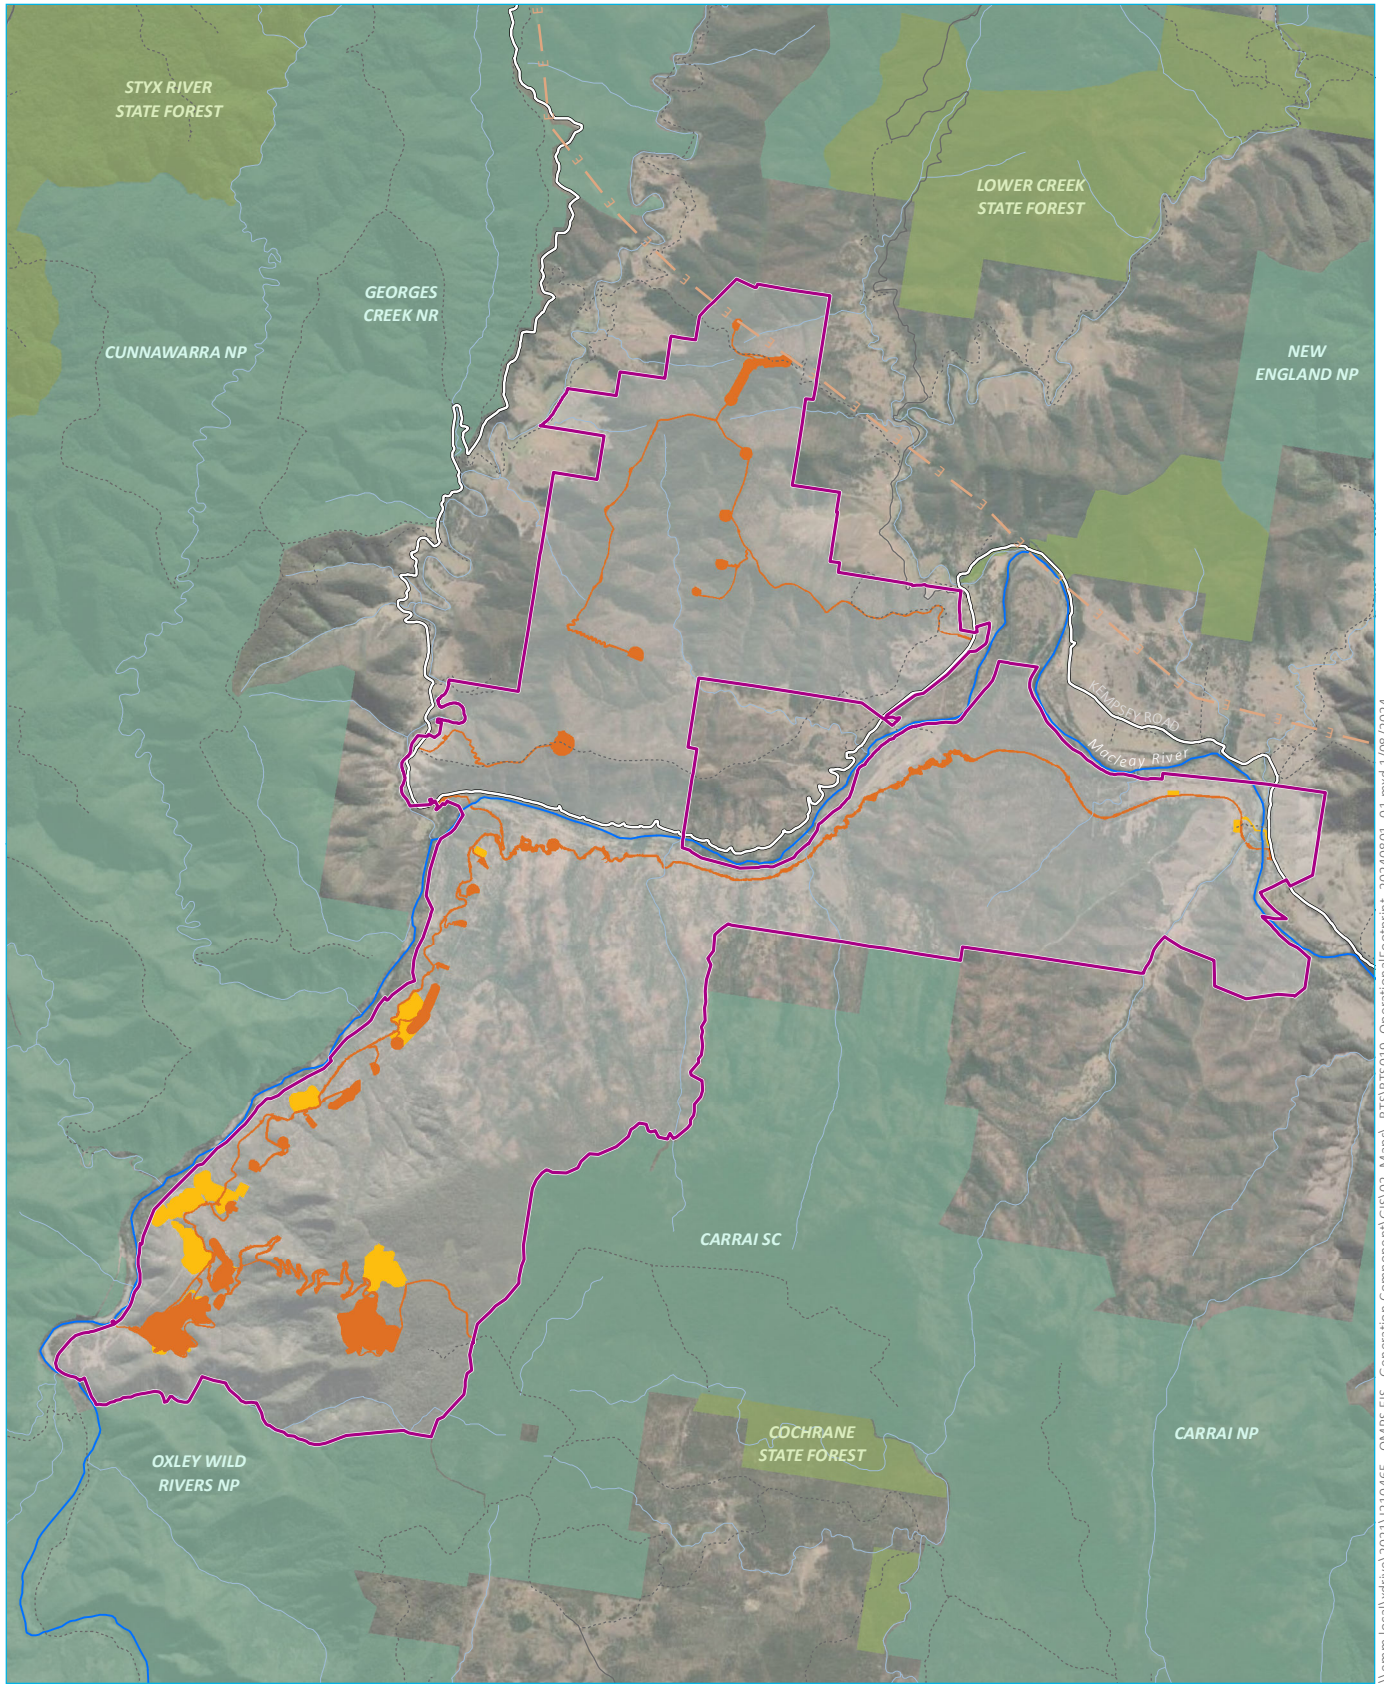 STYX RIVER
STATE FOREST
LOWER CREEK
STATE FOREST
GEORGES
CREEK NR
CUNNAWARRA NP
NEW
ENGLAND NP
KEMPSEY ROAD
Macleay River
CARRAI SC
COCHRANE
STATE FOREST
CARRAI NP
OXLEY WILD
RIVERS NP